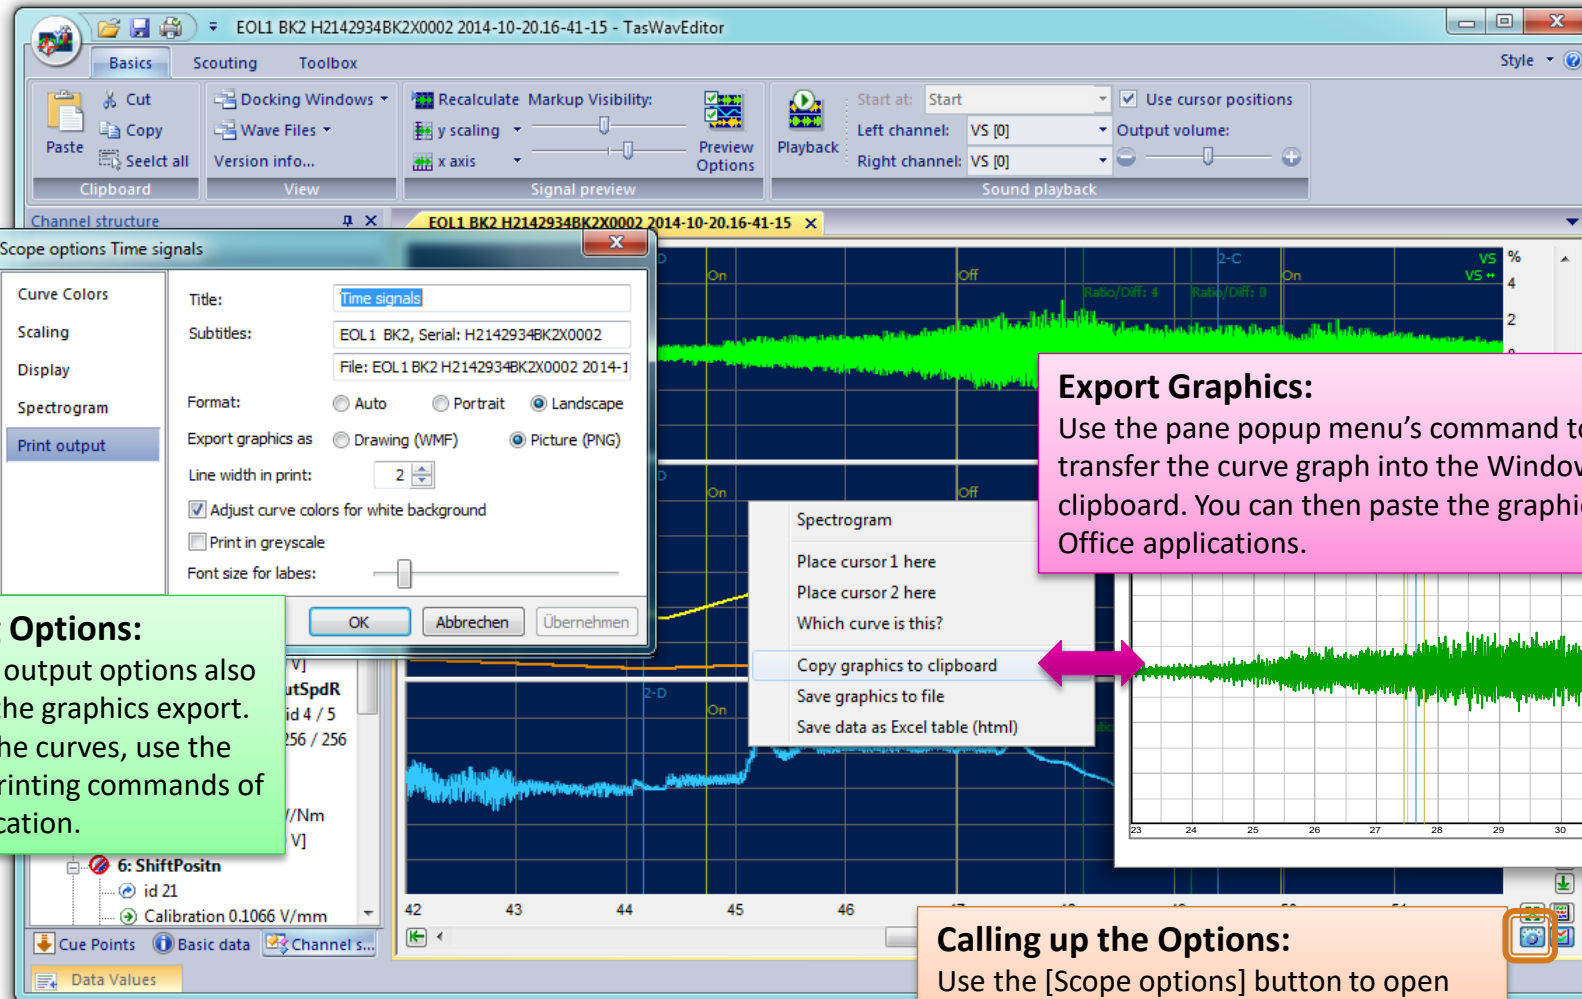 EOL1 BK2 H2142934BK2X0002 2014-10-20.16-41-15 - TasWavEditor
Basics Scouting Toolbox
Style
Paste
Cut
Copy
Seelct all
Clipboard
Docking Windows
Wave Files
Version info...
View
Recalculate Markup Visibility:
y scaling
x axis
Preview Options
Signal preview
Playback
Start at: Start
Left channel: VS [0]
Right channel: VS [0]
Use cursor positions
Output volume:
Sound playback
Channel structure
EOL1 BK2 H2142934BK2X0002 2014-10-20.16-41-15
Scope options Time signals
Curve Colors
Scaling
Display
Spectrogram
Print output
Title: Time signals
Subtitles: EOL1 BK2, Serial: H2142934BK2X0002
File: EOL1 BK2 H2142934BK2X0002 2014-1
Format: Auto Portrait Landscape
Export graphics as Drawing (WMF) Picture (PNG)
Line width in print: 2
Adjust curve colors for white background
Print in greyscale
Font size for labes:
OK Abbrechen Übernehmen
On Off 2-C On VS %
VS
Ratio/Diff: 4 Ratio/Diff: 0
4
2
On Off
Spectrogram
Place cursor 1 here
Place cursor 2 here
Which curve is this?
Copy graphics to clipboard
Save graphics to file
Save data as Excel table (html)
Export Graphics:
Use the pane popup menu's command to
transfer the curve graph into the
clipboard. You can then paste the
Office applications.
Options:
output options also
the graphics export.
he curves, use the
rinting commands of
cation.
V]
utSpdR
id 4 / 5
256 / 256
/Nm
V]
6: ShiftPositn
id 21
Calibration 0.1066 V/mm
2-D
On
23 24 25 26 27 28 29 30
42 43 44 45 46
Cue Points Basic data Channel s...
Data Values
Calling up the Options:
Use the [Scope options] button to open